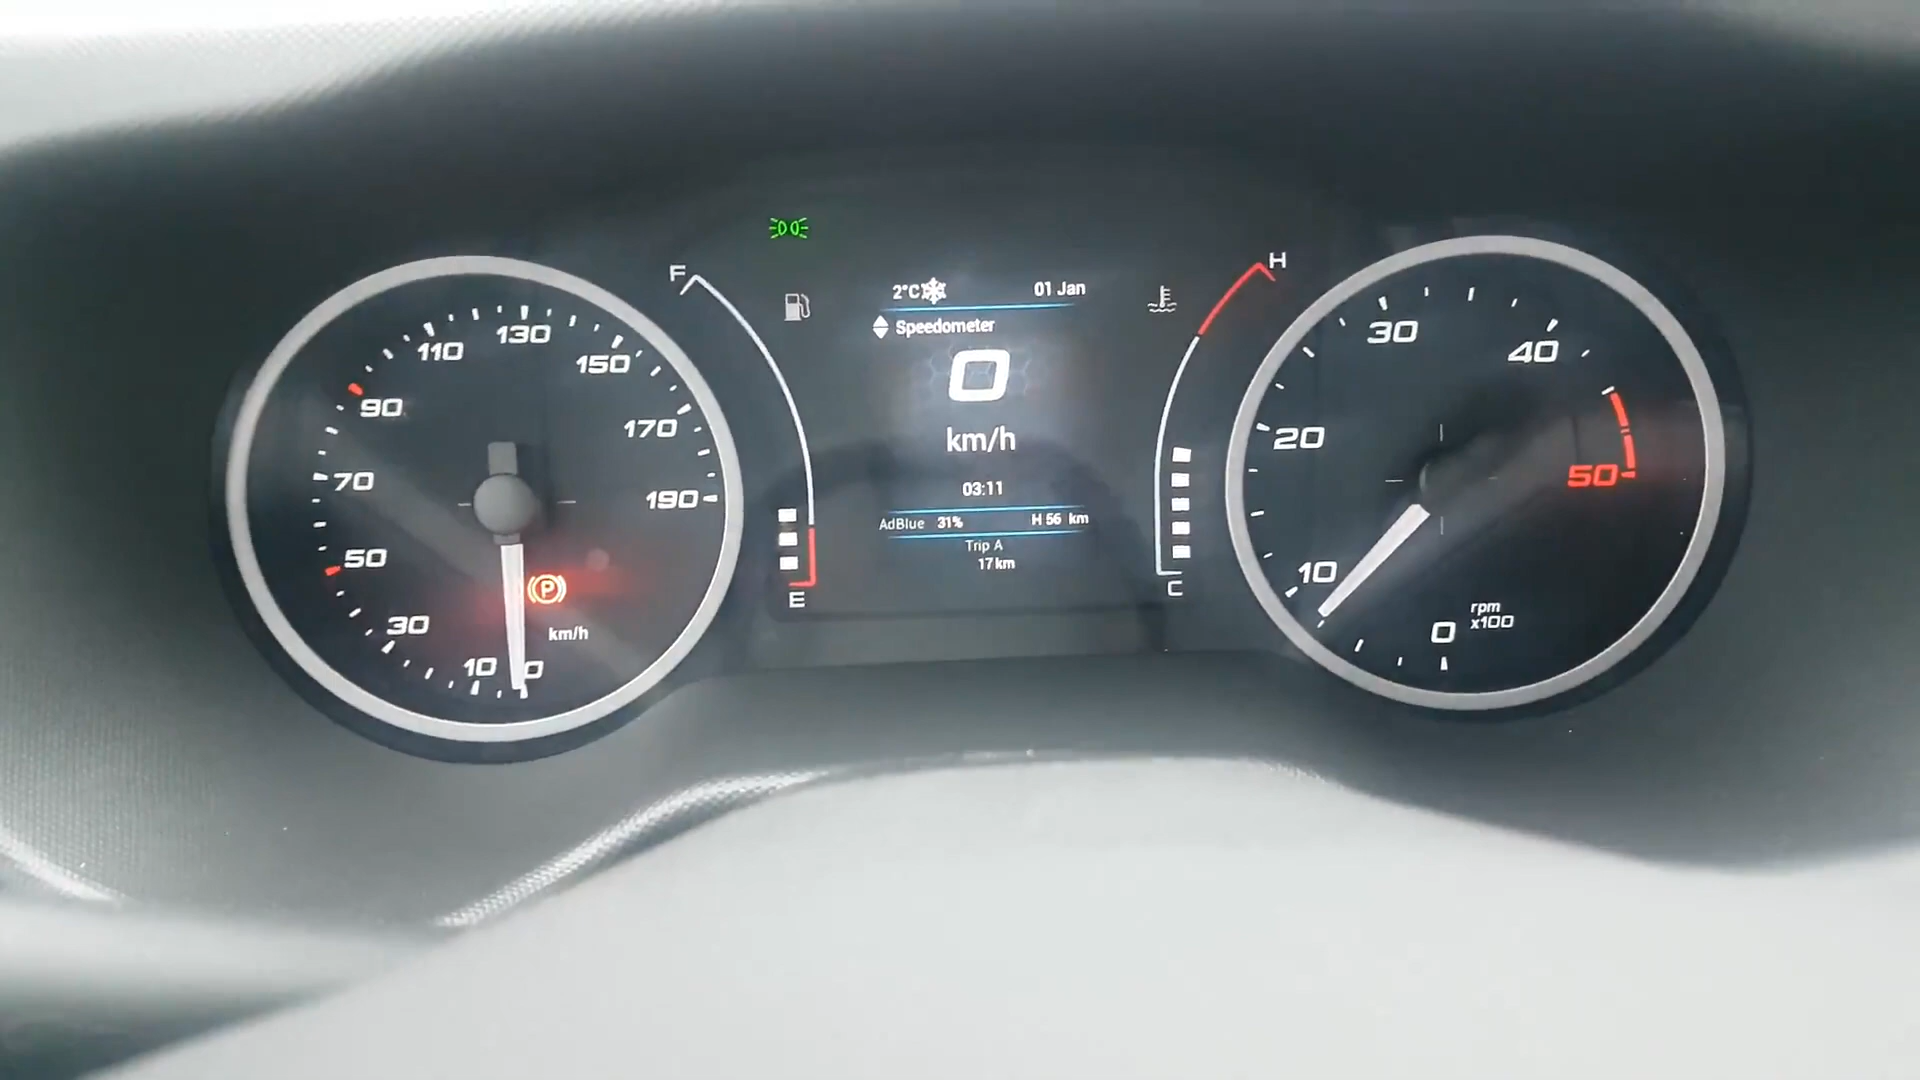 10
30
50
70
90
110
130
150
170
190
0
km/h
P
F
E
2°C
01 Jan
Speedometer
0
km/h
03:11
AdBlue 31%
H 56 km
Trip A
17 km
H
C
0
10
20
30
40
50
rpm
x100